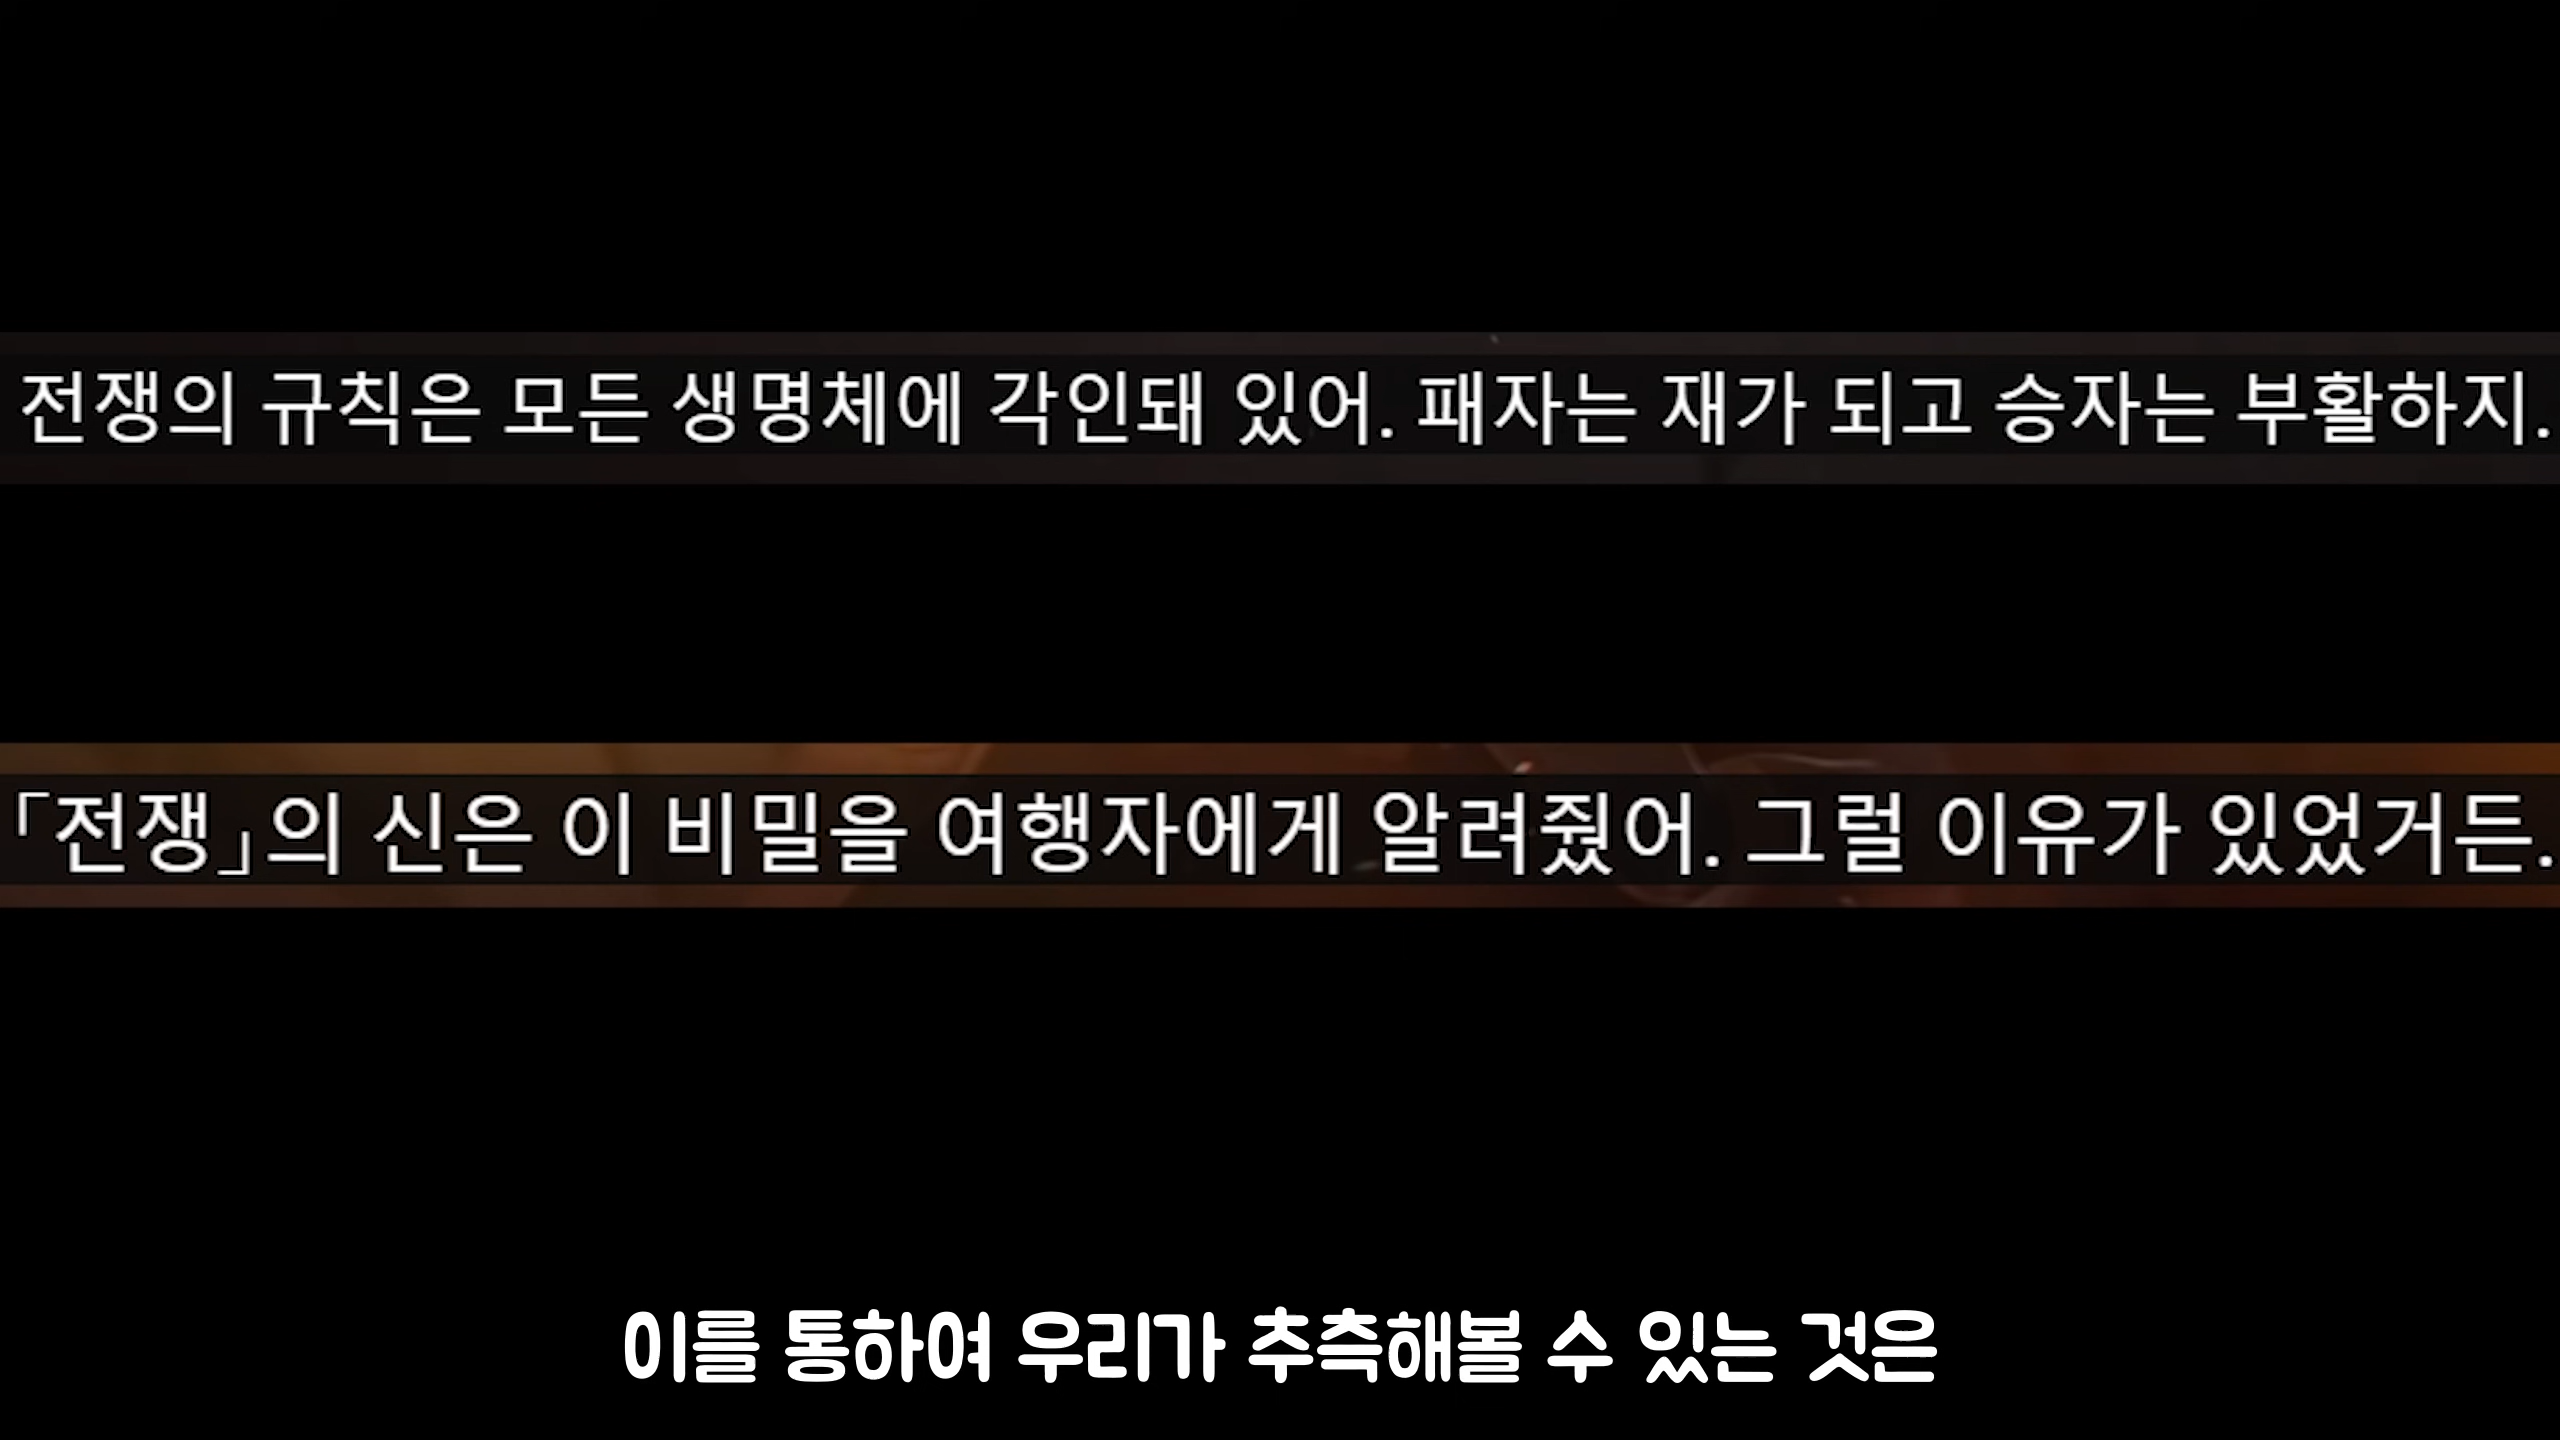 전쟁의 규칙은 모든 생명체에 각인돼 있어. 패자는 재가 되고 승자는 부활하지.
「전쟁」의 신은 이 비밀을 여행자에게 알려줬어. 그럴 이유가 있었거든.
이를 통하여 우리가 추측해볼 수 있는 것은